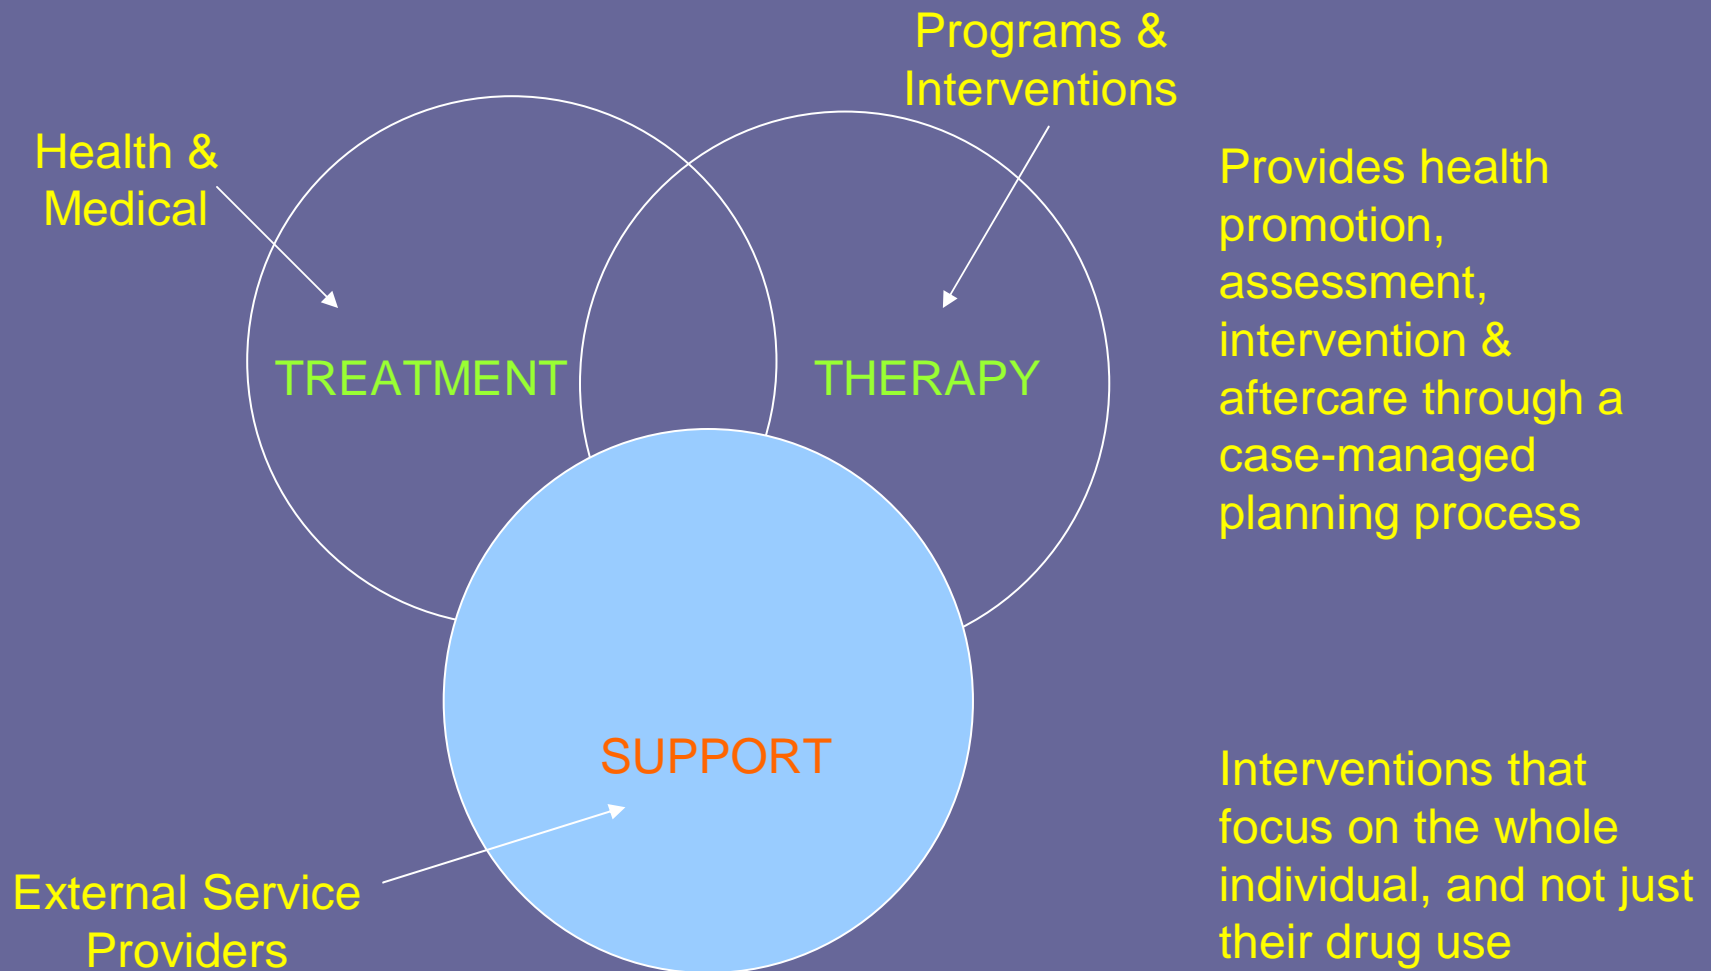 Programs &
Interventions
Health &
Medical
TREATMENT
THERAPY
SUPPORT
External Service
Providers
Provides health
promotion,
assessment,
intervention &
aftercare through a
case-managed
planning process
Interventions that
focus on the whole
individual, and not just
their drug use